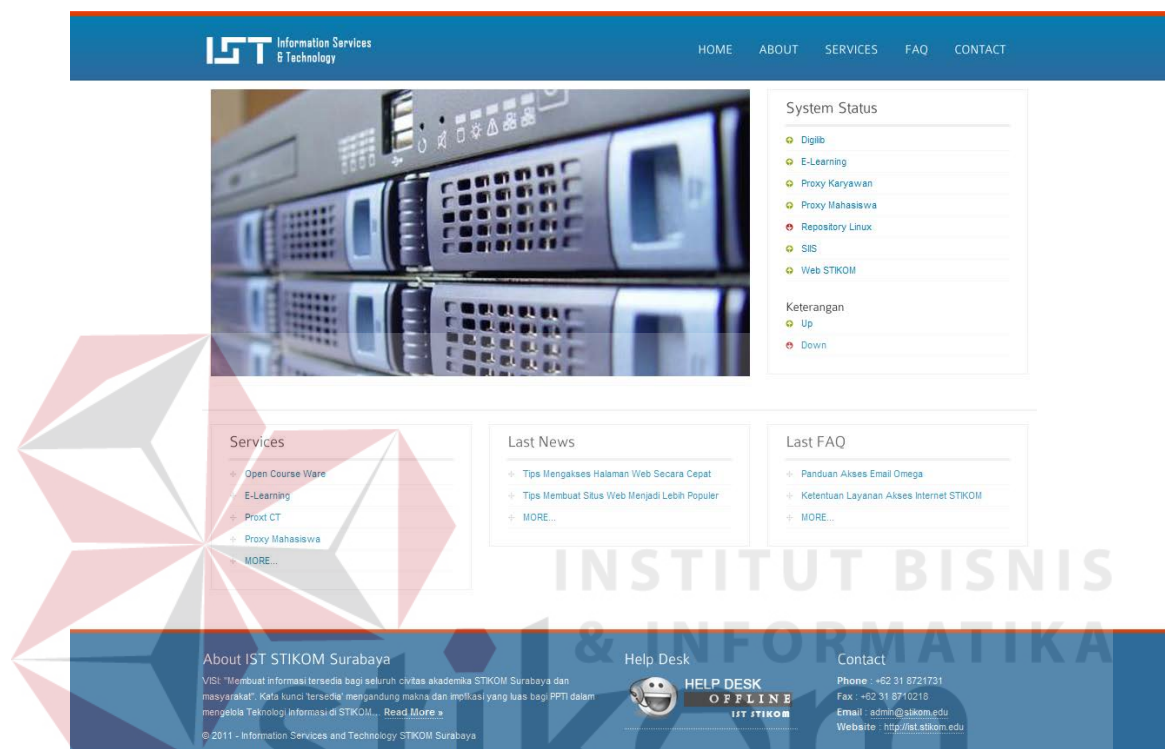 IST Information Services
& Technology
HOME ABOUT SERVICES FAQ CONTACT
System Status
Digilib
E-Learning
Proxy Karyawan
Proxy Mahasiswa
Repository Linux
SIIS
Web STIKOM
Keterangan
Up
Down
Services
Open Course Ware
E-Learning
Proxt CT
Proxy Mahasiswa
MORE...
Last News
Tips Mengakses Halaman Web Secara Cepat
Tips Membuat Situs Web Menjadi Lebih Populer
MORE...
Last FAQ
Panduan Akses Email Omega
Ketentuan Layanan Akses Internet STIKOM
MORE...
INSTITUT BISNIS
& INFORMATIKA
stikom
About IST STIKOM Surabaya
VISI: "Membuat informasi tersedia bagi seluruh civitas akademika STIKOM Surabaya dan
masyarakat". Kata kunci 'tersedia' mengandung makna dan implikasi yang luas bagi PPTI dalam
mengelola Teknologi Informasi di STIKOM... Read More »
© 2011 - Information Services and Technology STIKOM Surabaya
Help Desk
HELP DESK
OFFLINE
IST STIKOM
Contact
Phone : +62 31 8721731
Fax : +62 31 8710218
Email : admin@stikom.edu
Website : http://ist.stikom.edu